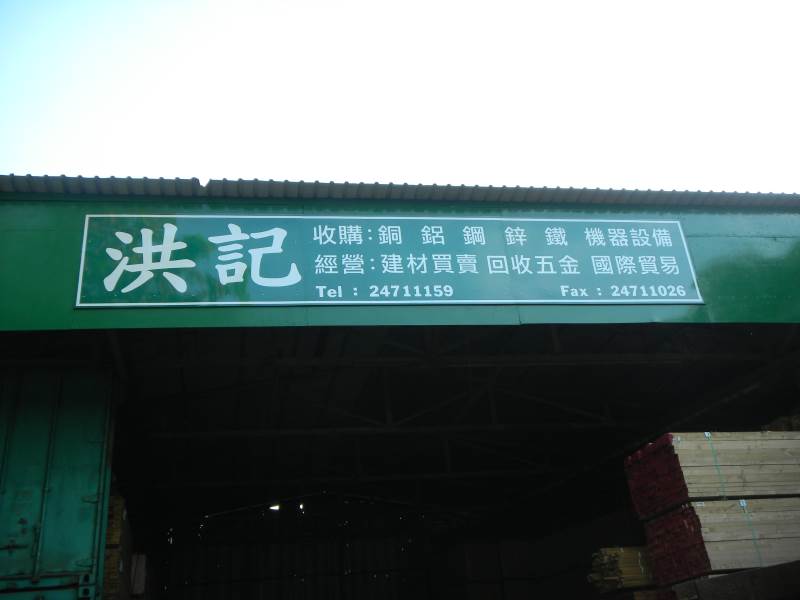 洪記
收購：銅 鋁 鋼 鋅 鐵 機器設備
經營：建材買賣 回收五金 國際貿易
Tel : 24711159 Fax : 24711026